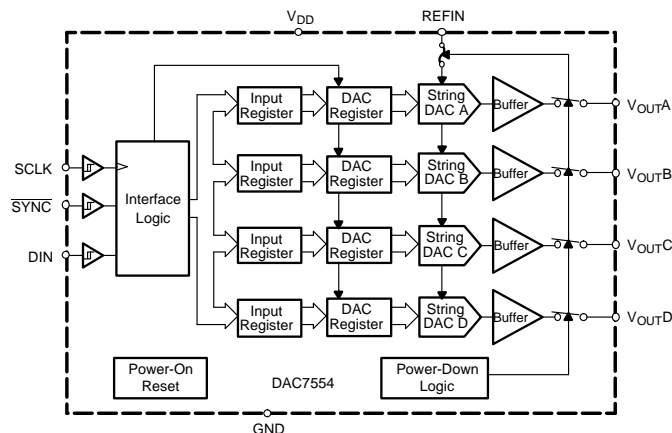 VDD
REFIN
Input Register
DAC Register
String DAC A
Buffer
VOUTA
Input Register
DAC Register
String DAC B
Buffer
VOUTB
SCLK
SYNC
DIN
Interface Logic
Input Register
DAC Register
String DAC C
Buffer
VOUTC
Input Register
DAC Register
String DAC D
Buffer
VOUTD
Power-On Reset
DAC7554
Power-Down Logic
GND